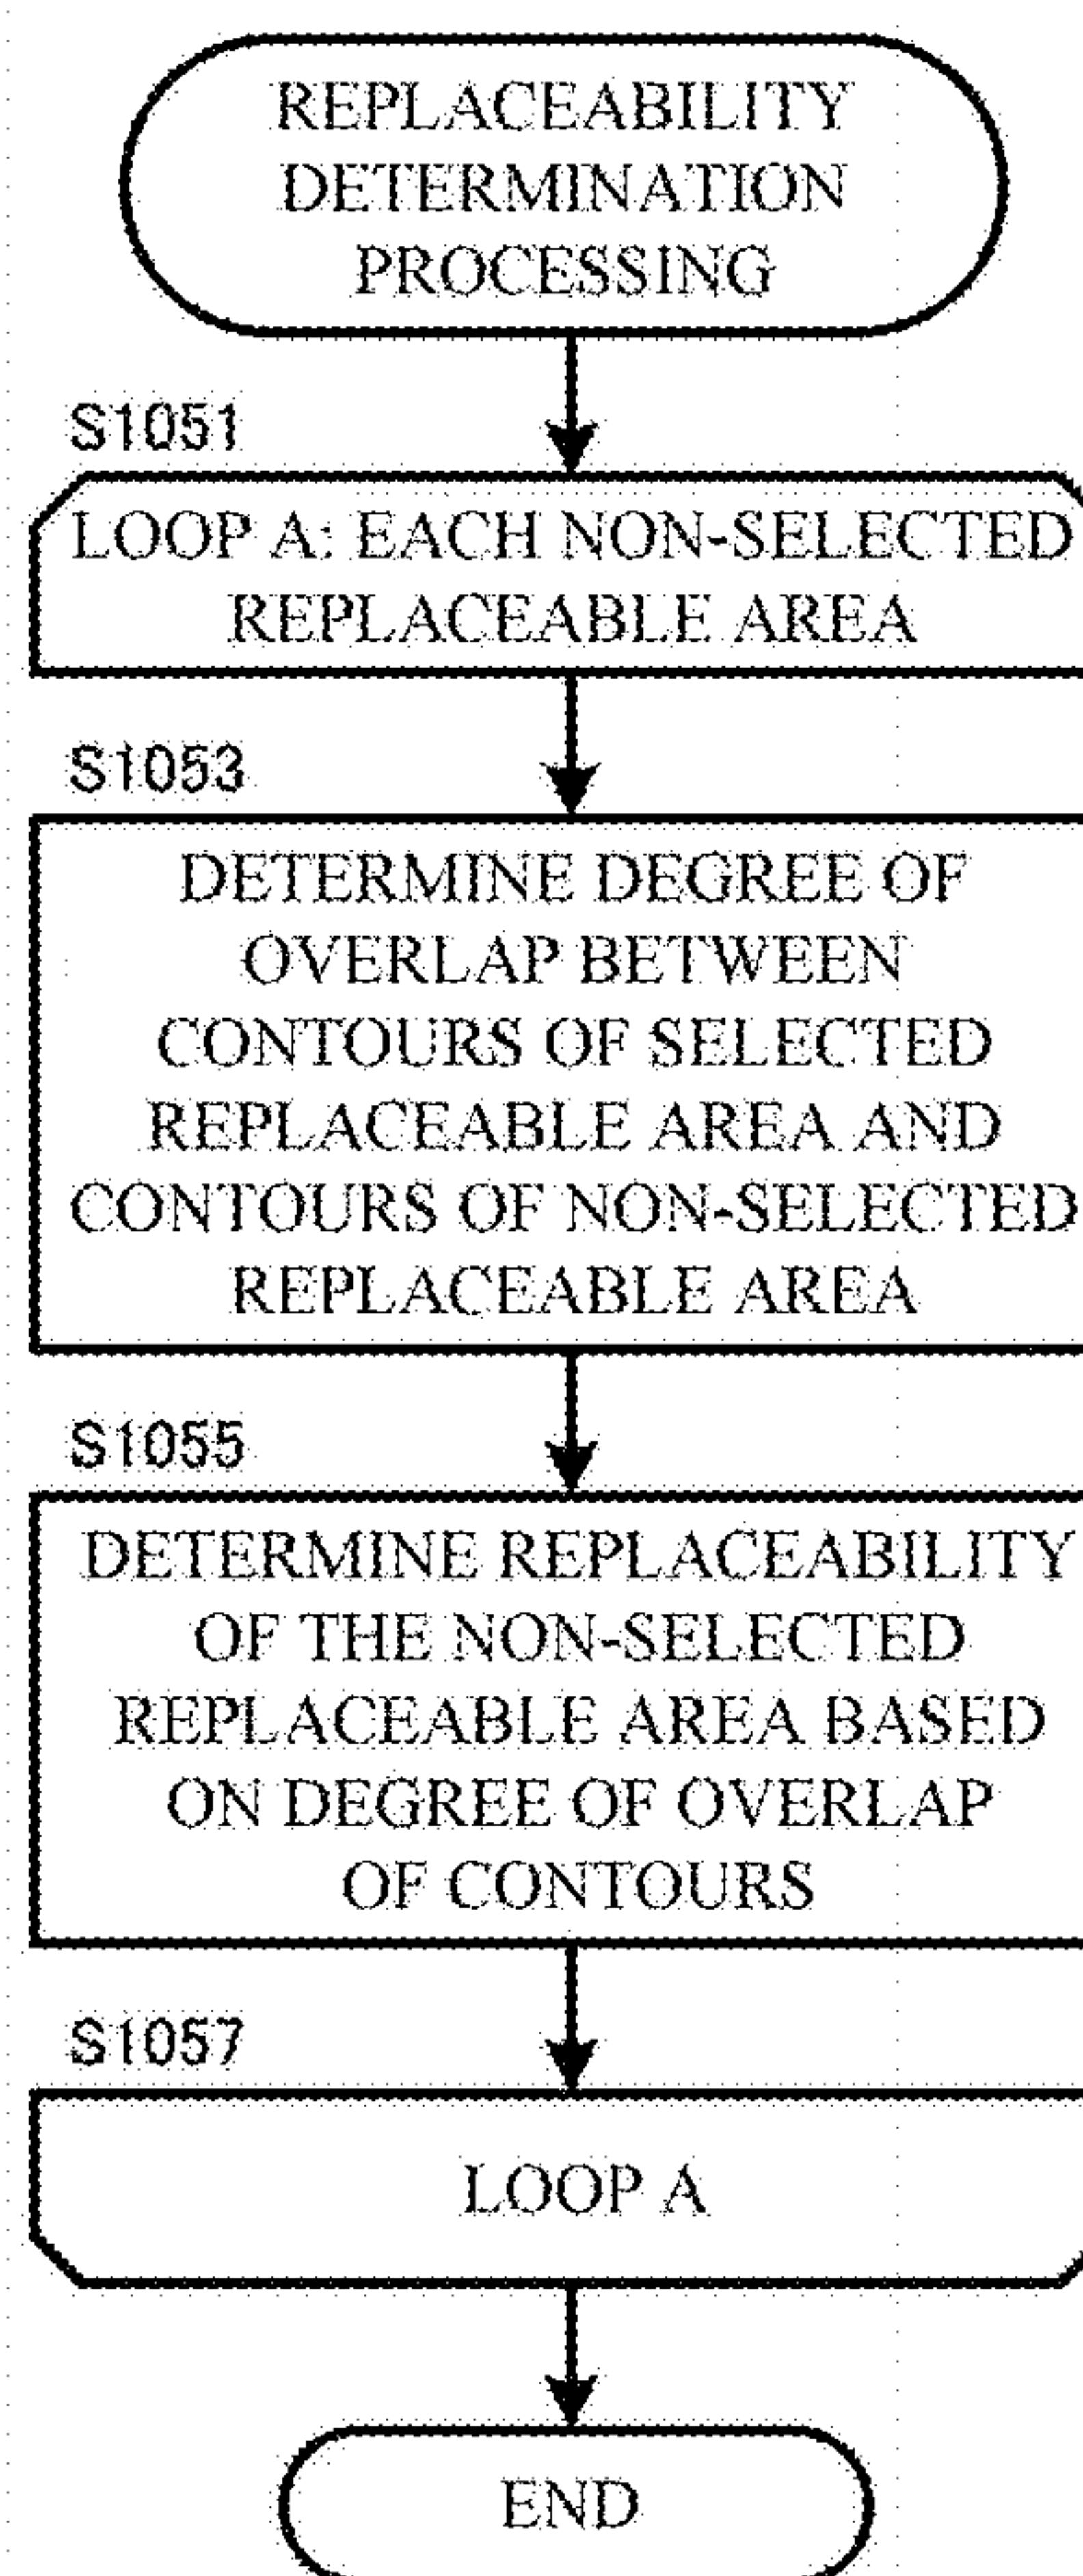 REPLACEABILITY
DETERMINATION
PROCESSING
S1051
LOOP A: EACH NON-SELECTED
REPLACEABLE AREA
S1053
DETERMINE DEGREE OF
OVERLAP BETWEEN
CONTOURS OF SELECTED
REPLACEABLE AREA AND
CONTOURS OF NON-SELECTED
REPLACEABLE AREA
S1055
DETERMINE REPLACEABILITY
OF THE NON-SELECTED
REPLACEABLE AREA BASED
ON DEGREE OF OVERLAP
OF CONTOURS
S1057
LOOP A
END